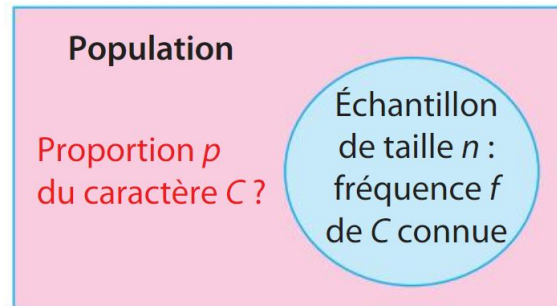 Population
Proportion p
du caractère C ?
Échantillon
de taille n :
fréquence f
de C connue